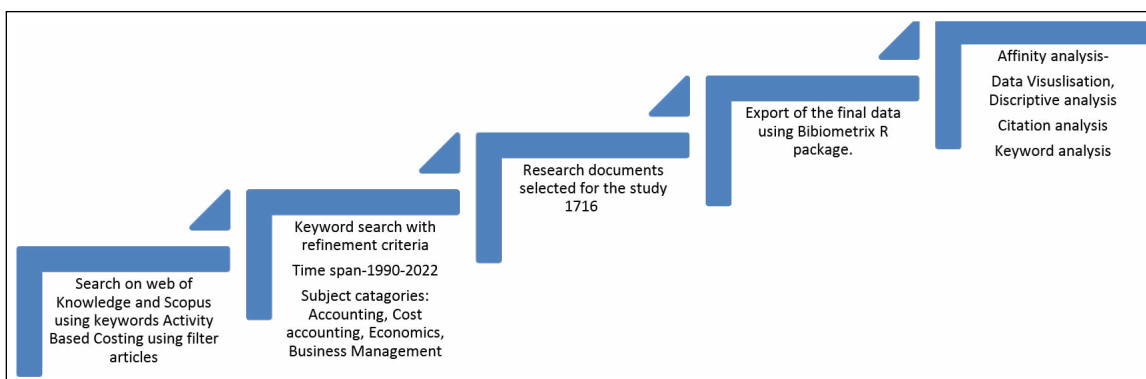 Search on web of
Knowledge and Scopus
using keywords Activity
Based Costing using filter
articles
Keyword search with
refinement criteria
Time span-1990-2022
Subject catagories:
Accounting, Cost
accounting, Economics,
Business Management
Research documents
selected for the study
1716
Export of the final data
using Bibiometrix R
package.
Affinity analysis-
Data Visuslisation,
Discriptive analysis
Citation analysis
Keyword analysis